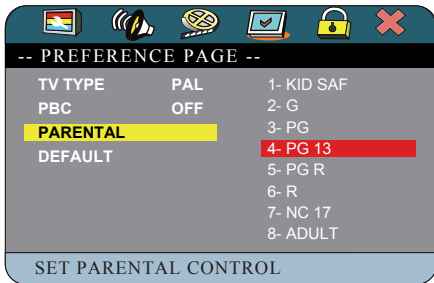 -- PREFERENCE PAGE --
TV TYPE PAL
PBC OFF
PARENTAL
DEFAULT
1- KID SAF
2- G
3- PG
4- PG 13
5- PG R
6- R
7- NC 17
8- ADULT
SET PARENTAL CONTROL